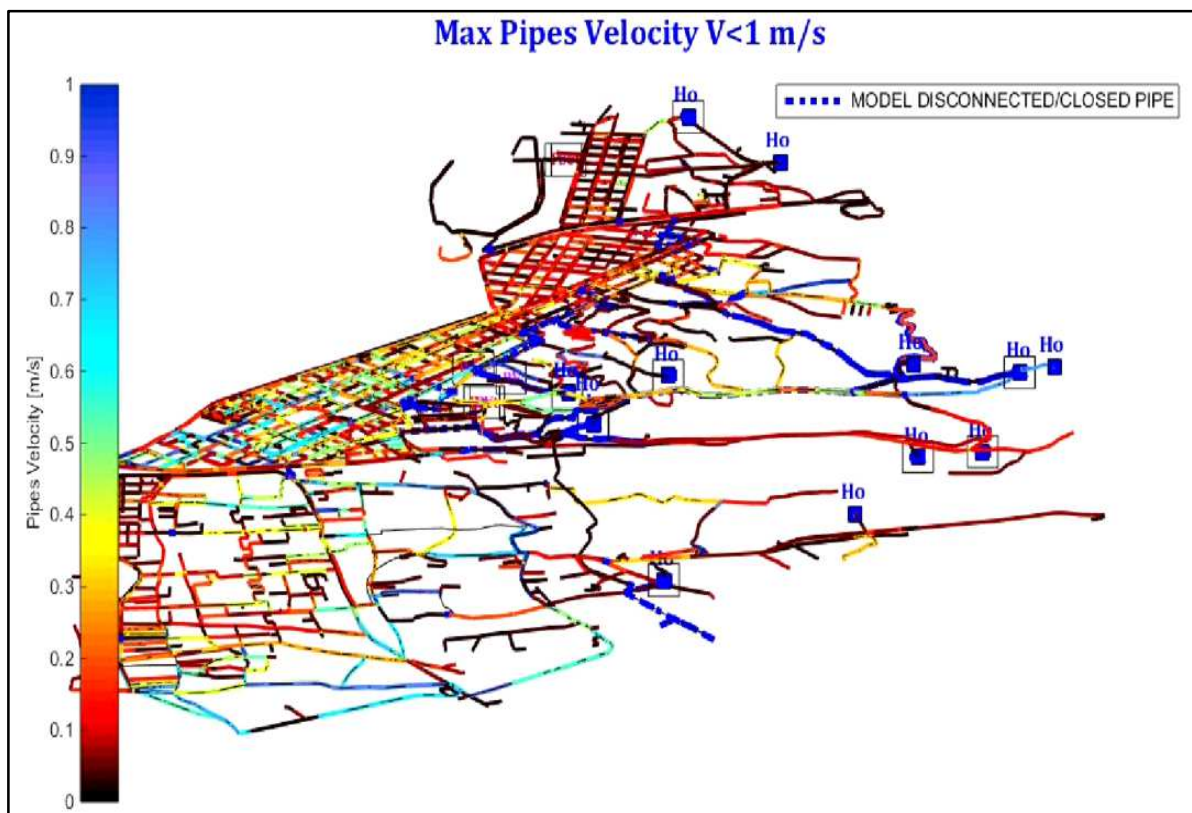 Max Pipes Velocity V<1 m/s
MODEL DISCONNECTED/CLOSED PIPE
Pipes Velocity [m/s]
1
0.9
0.8
0.7
0.6
0.5
0.4
0.3
0.2
0.1
0
Ho
Ho
Ho
Ho
Ho
Ho
Ho
Ho
Ho
Ho
Ho
Ho